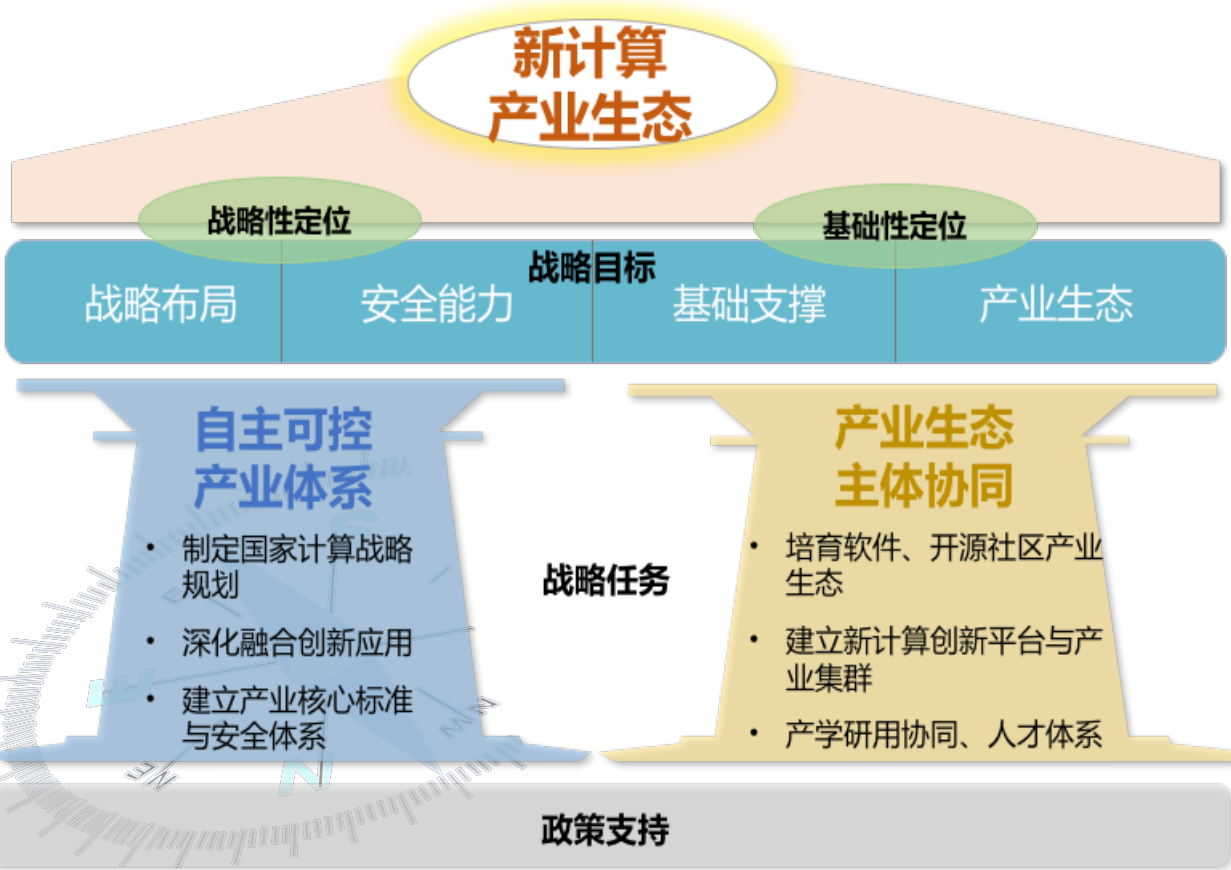 新计算
产业生态
战略性定位
基础性定位
战略目标
战略布局
安全能力
基础支撑
产业生态
自主可控
产业体系
• 制定国家计算战略
规划
• 深化融合创新应用
• 建立产业核心标准
与安全体系
战略任务
产业生态
主体协同
• 培育软件、开源社区产业
生态
• 建立新计算创新平台与产
业集群
• 产学研用协同、人才体系
S
E
NE
N
NW
政策支持